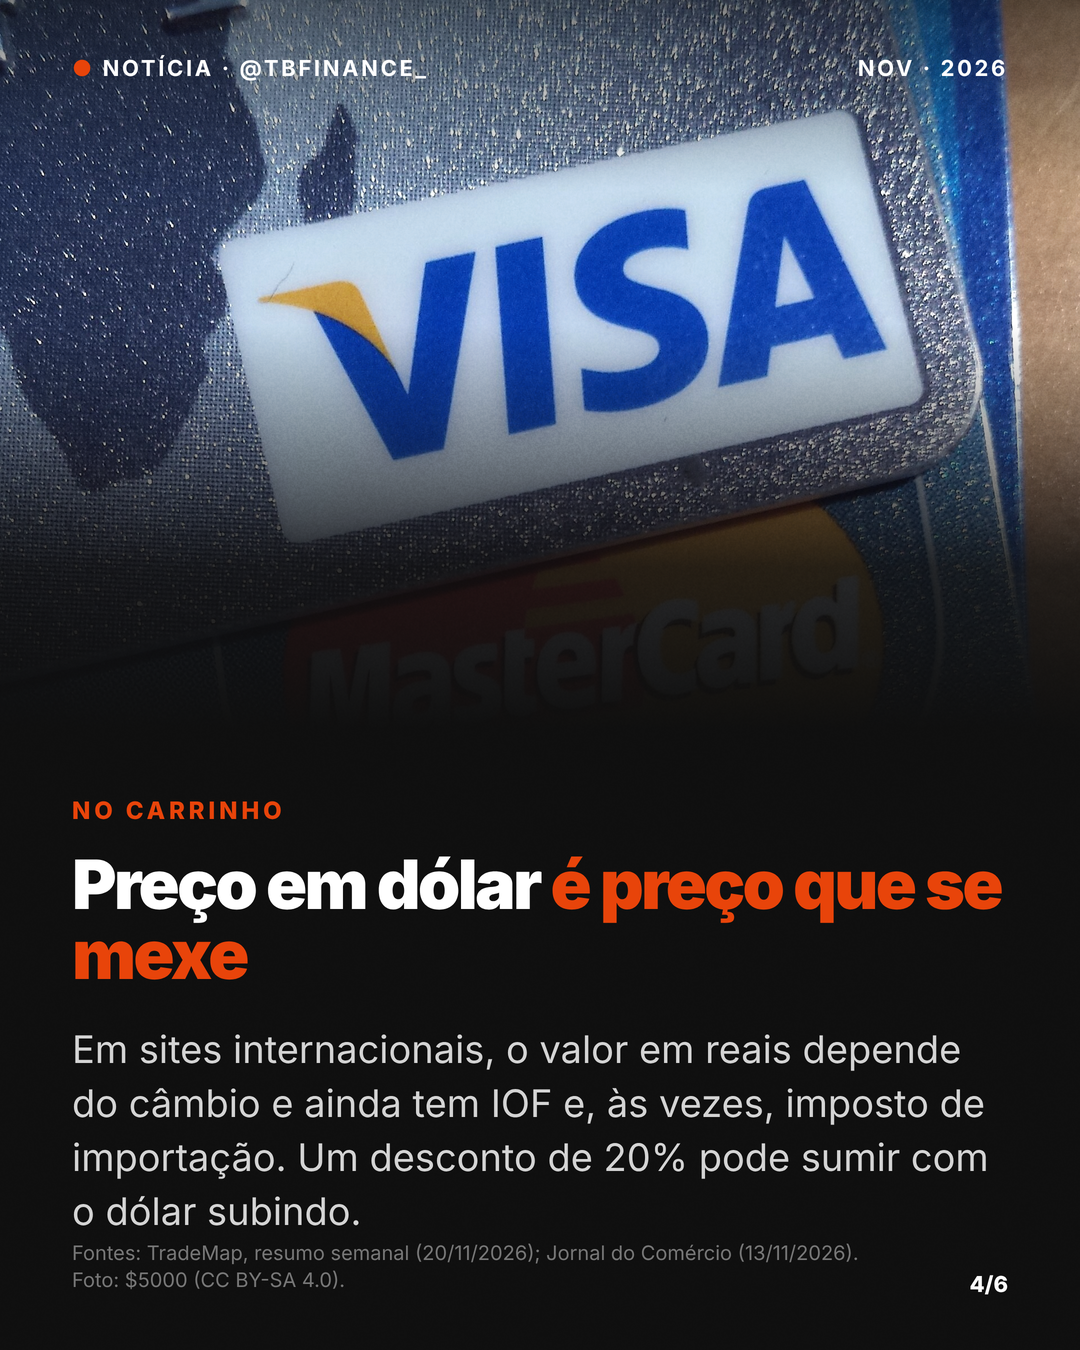 NOTÍCIA · @TBFINANCE_
NOV · 2026
VISA
MasterCard
NO CARRINHO
Preço em dólar é preço que se
mexe
Em sites internacionais, o valor em reais depende
do câmbio e ainda tem IOF e, às vezes, imposto de
importação. Um desconto de 20% pode sumir com
o dólar subindo.
Fontes: TradeMap, resumo semanal (20/11/2026); Jornal do Comércio (13/11/2026).
Foto: $5000 (CC BY-SA 4.0).
4/6